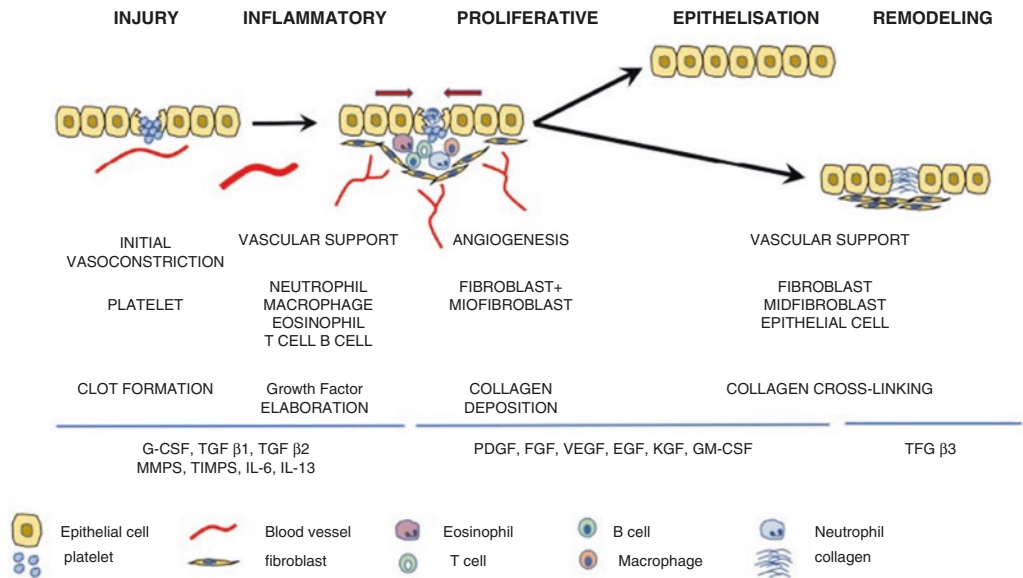 INJURY INFLAMMATORY PROLIFERATIVE EPITHELISATION REMODELING
INITIAL
VASOCONSTRICTION
VASCULAR SUPPORT
ANGIOGENESIS
VASCULAR SUPPORT
PLATELET
NEUTROPHIL
MACROPHAGE
EOSINOPHIL
T CELL B CELL
FIBROBLAST+
MIOFIBROBLAST
FIBROBLAST
MIDFIBROBLAST
EPITHELIAL CELL
CLOT FORMATION
Growth Factor
ELABORATION
COLLAGEN
DEPOSITION
COLLAGEN CROSS-LINKING
G-CSF, TGF β1, TGF β2
MMPS, TIMPS, IL-6, IL-13
PDGF, FGF, VEGF, EGF, KGF, GM-CSF
TFG β3
Epithelial cell
Blood vessel
Eosinophil
B cell
Neutrophil
platelet
fibroblast
T cell
Macrophage
collagen